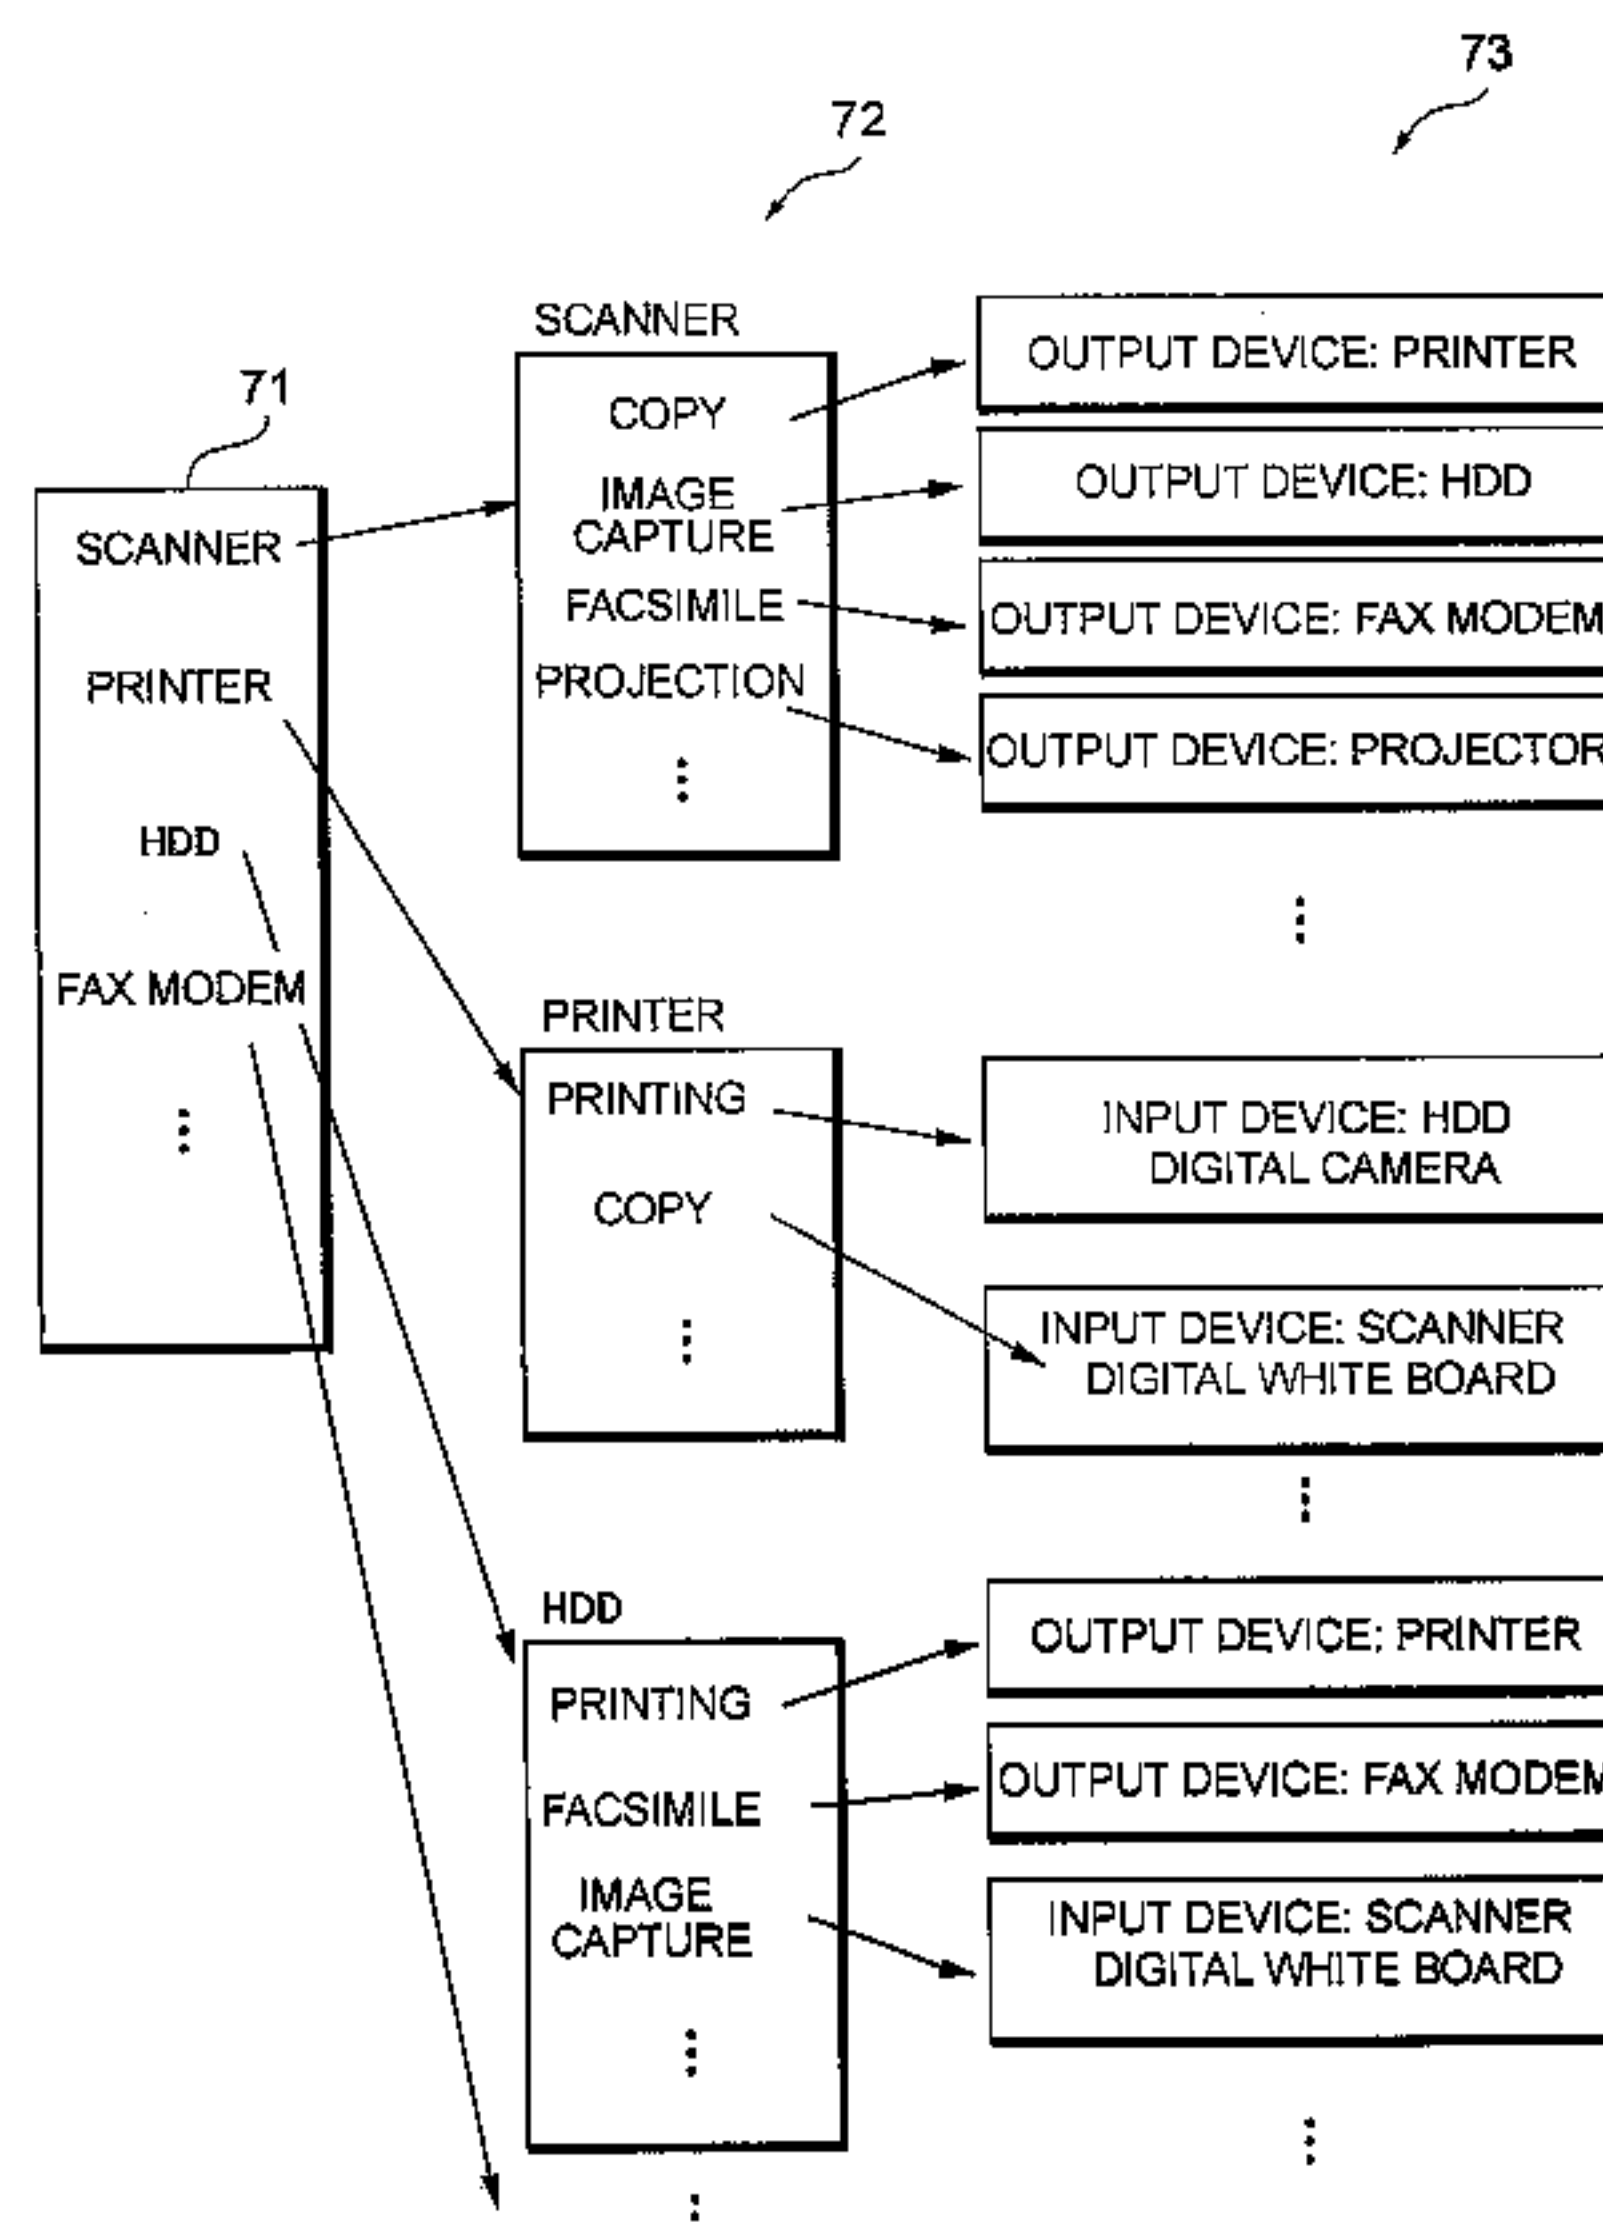 73
72
71
SCANNER
PRINTER
HDD
FAX MODEM
SCANNER
COPY
IMAGE
CAPTURE
FACSIMILE
PROJECTION
OUTPUT DEVICE: PRINTER
OUTPUT DEVICE: HDD
OUTPUT DEVICE: FAX MODEM
OUTPUT DEVICE: PROJECTOR
PRINTER
PRINTING
COPY
INPUT DEVICE: HDD
DIGITAL CAMERA
INPUT DEVICE: SCANNER
DIGITAL WHITE BOARD
HDD
PRINTING
FACSIMILE
IMAGE
CAPTURE
OUTPUT DEVICE: PRINTER
OUTPUT DEVICE: FAX MODEM
INPUT DEVICE: SCANNER
DIGITAL WHITE BOARD